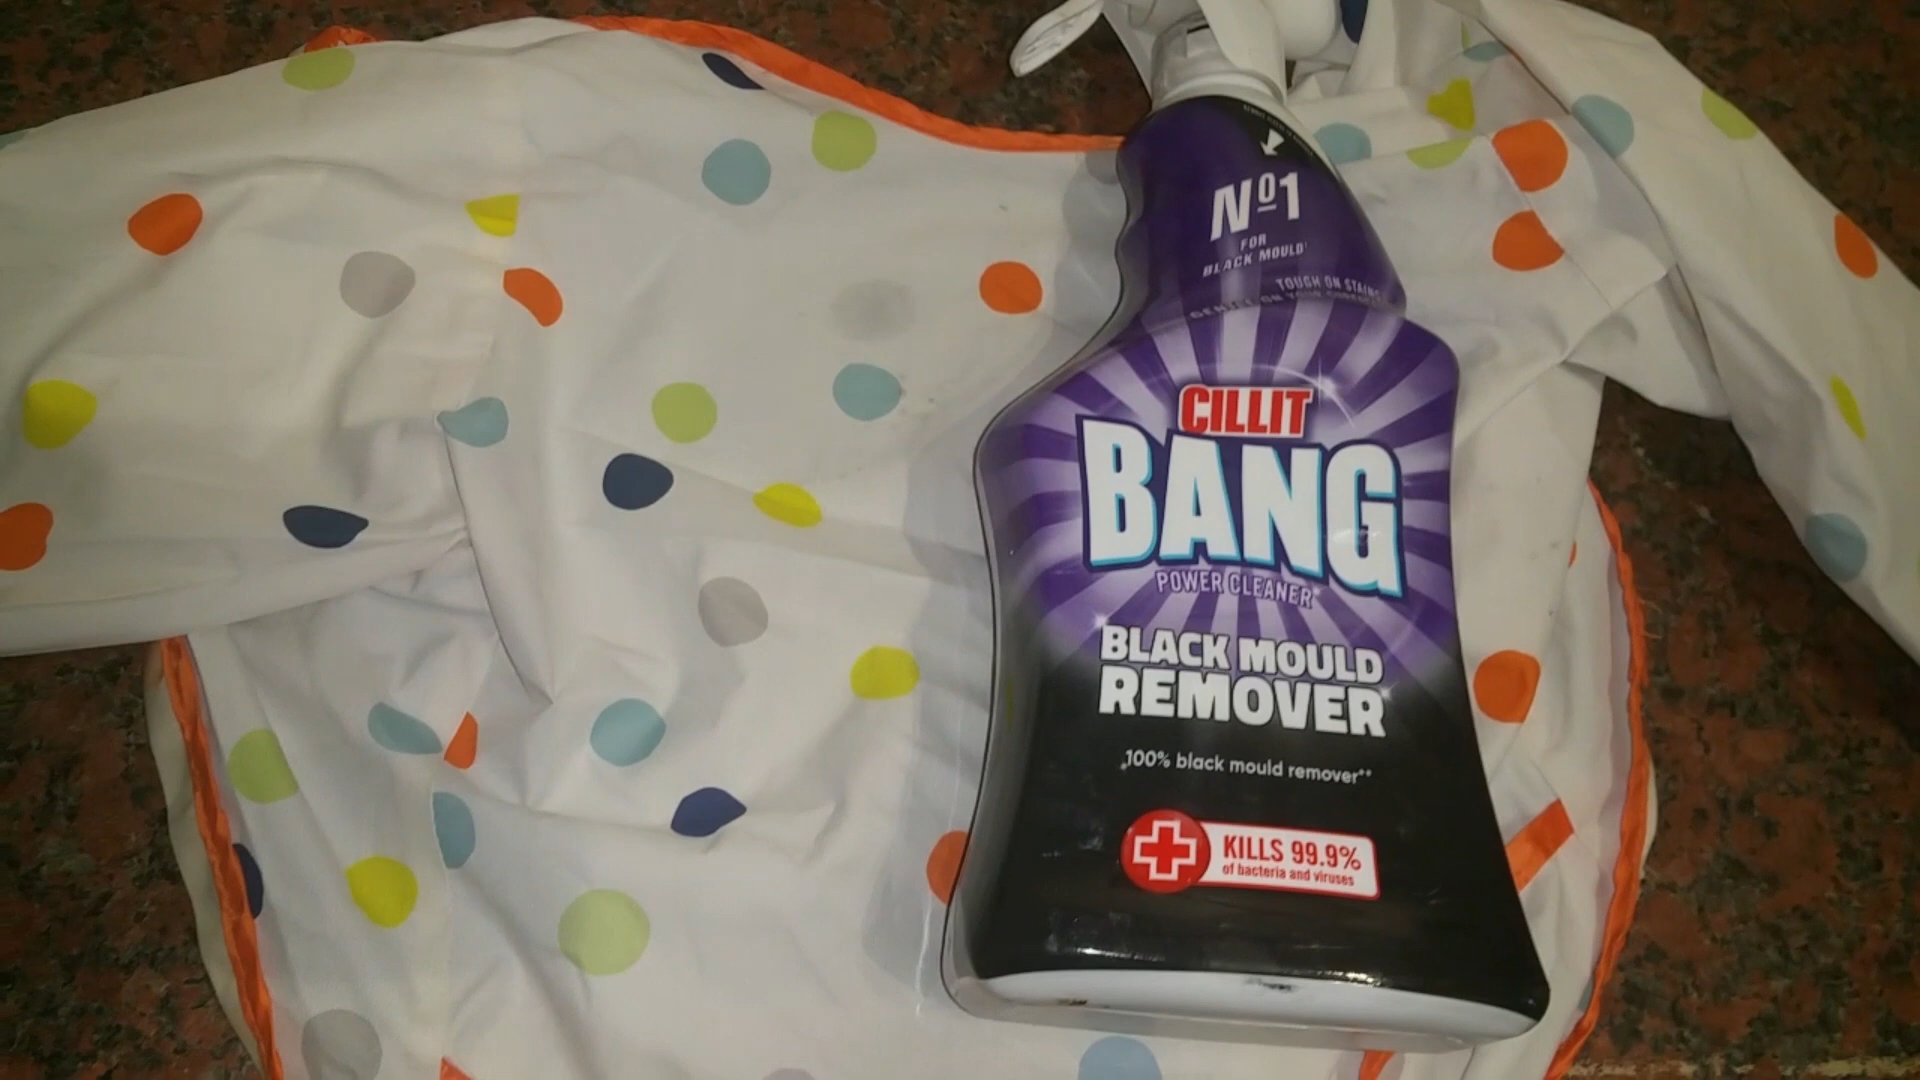 Nº1
FOR
BLACK MOULD
TOUGH ON STAINS
CILLIT
BANG
POWER CLEANER
BLACK MOULD
REMOVER
100% black mould remover**
KILLS 99.9%
of bacteria and viruses